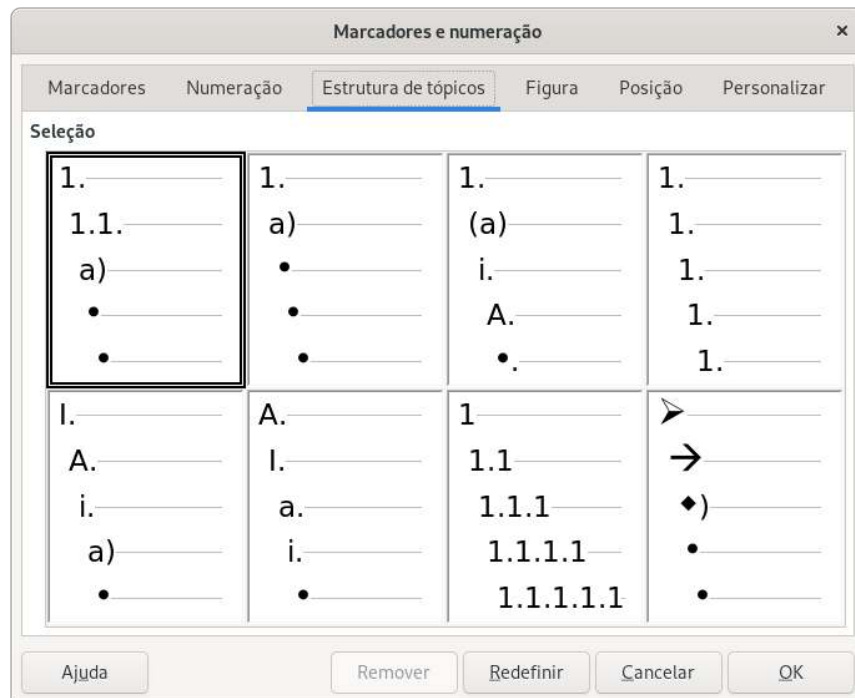 Marcadores e numeração ×
Marcadores Numeração Estrutura de tópicos Figura Posição Personalizar
Seleção
1.
1.1.
a)
•
•
1.
a)
•
•
•
1.
(a)
i.
A.
•.
1.
1.
1.
1.
1.
I.
A.
i.
a)
•
A.
I.
a.
i.
•
1
1.1
1.1.1
1.1.1.1
1.1.1.1.1
➢
→
◆)
•
•
Ajuda Remover Redefinir Cancelar OK